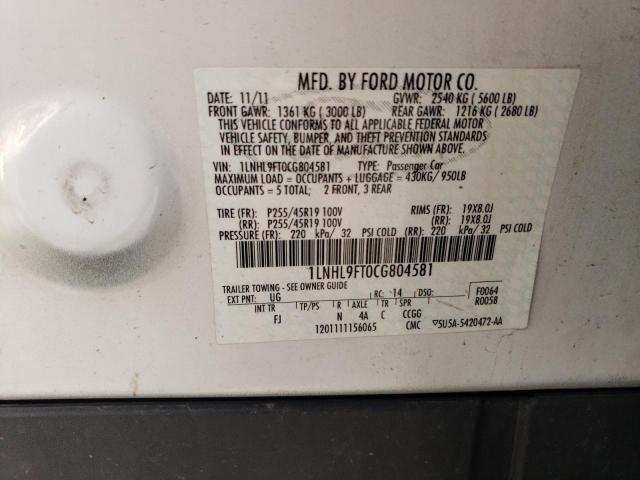 MFD. BY FORD MOTOR CO.
DATE: 11/11 GVWR: 2540 KG ( 5600 LB)
FRONT GAWR: 1361 KG ( 3000 LB) REAR GAWR: 1216 KG ( 2680 LB)
THIS VEHICLE CONFORMS TO ALL APPLICABLE FEDERAL MOTOR
VEHICLE SAFETY, BUMPER, AND THEFT PREVENTION STANDARDS
IN EFFECT ON THE DATE OF MANUFACTURE SHOWN ABOVE.
VIN: 1LNHL9FT0CG804581 TYPE: Passenger Car
MAXIMUM LOAD = OCCUPANTS + LUGGAGE = 430KG/ 950LB
OCCUPANTS = 5 TOTAL; 2 FRONT, 3 REAR
TIRE (FR): P255/45R19 100V RIMS (FR): 19X8.0J
(RR): P255/45R19 100V (RR): 19X8.0J
PRESSURE (FR): 220 kPa/ 32 PSI COLD (RR): 220 kPa/ 32 PSI COLD
1LNHL9FT0CG804581
TRAILER TOWING - SEE OWNER GUIDE
EXT PNT: UG RC: 14 DSO: F0064
INT TR TP/PS R AXLE TR SPR R0058
FJ N 4A C CCGG
1201111156065 CMC ▽5U5A-5420472-AA